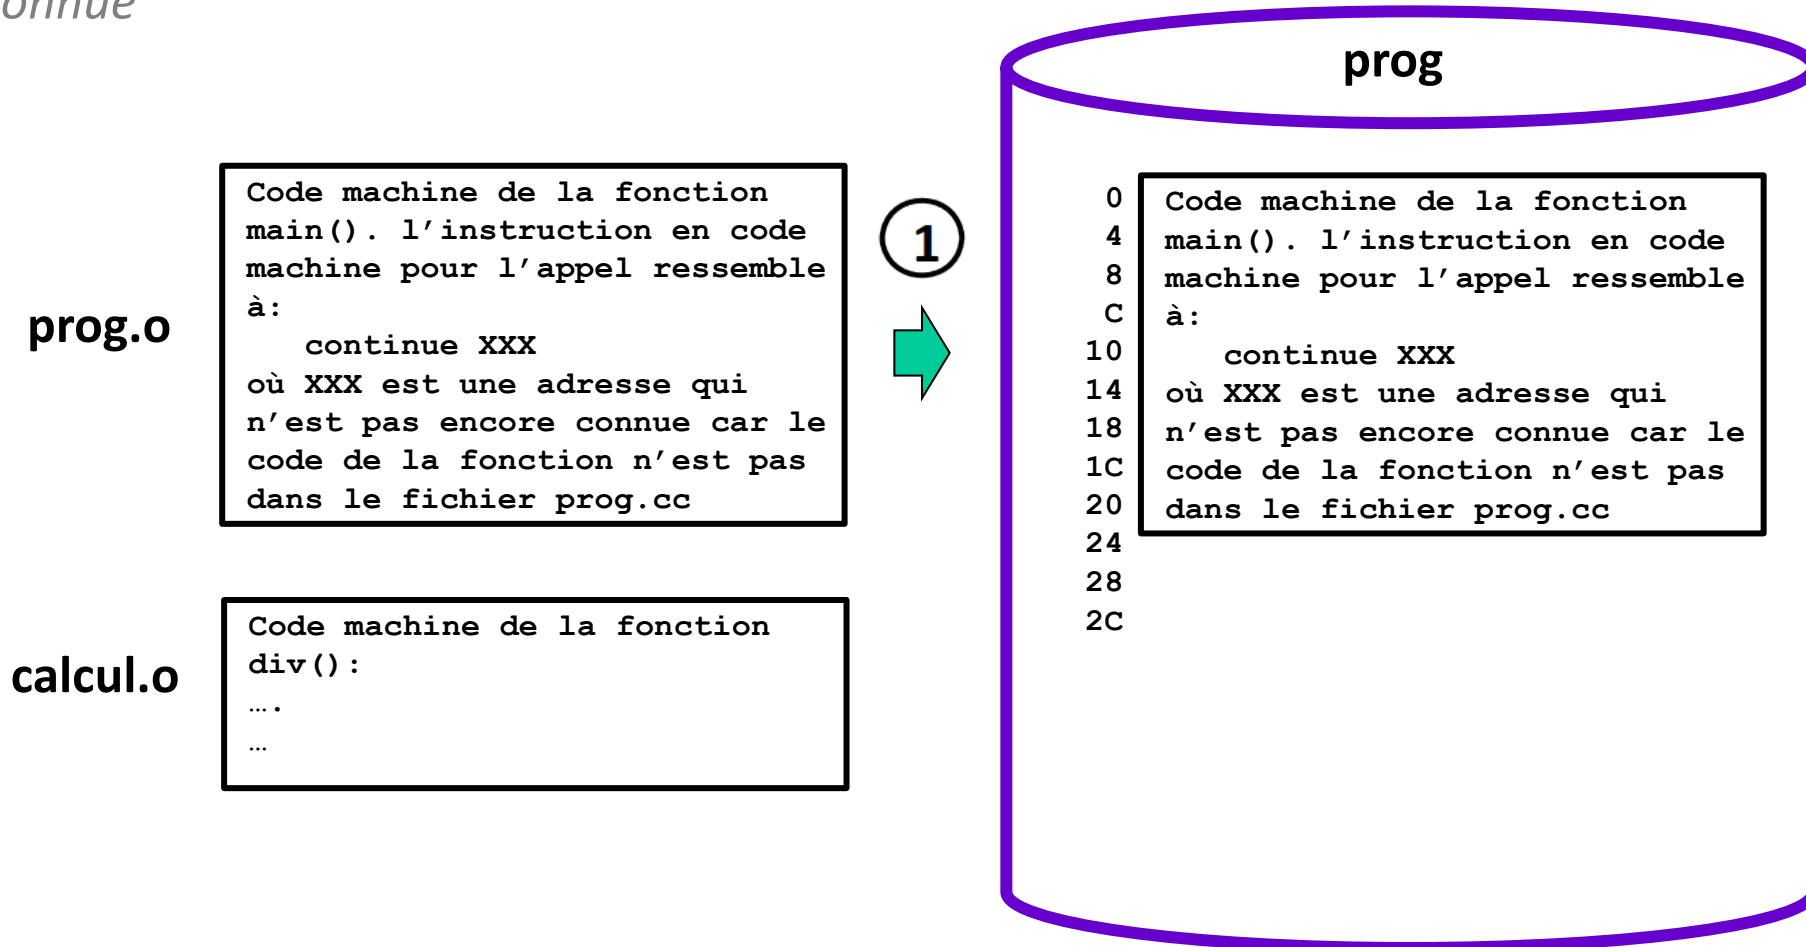 onnue
prog
prog.o
Code machine de la fonction
main(). l’instruction en code
machine pour l’appel ressemble
à:
continue XXX
où XXX est une adresse qui
n’est pas encore connue car le
code de la fonction n’est pas
dans le fichier prog.cc
1
0
4
8
C
10
14
18
1C
20
24
28
2C
Code machine de la fonction
main(). l’instruction en code
machine pour l’appel ressemble
à:
continue XXX
où XXX est une adresse qui
n’est pas encore connue car le
code de la fonction n’est pas
dans le fichier prog.cc
calcul.o
Code machine de la fonction
div():
….
…